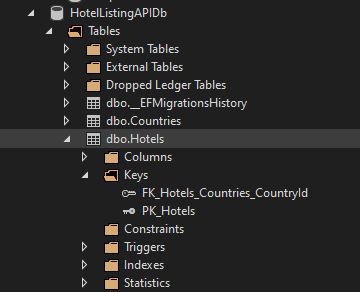 HotelListingAPIDb
Tables
System Tables
External Tables
Dropped Ledger Tables
dbo.__EFMigrationsHistory
dbo.Countries
dbo.Hotels
Columns
Keys
FK_Hotels_Countries_CountryId
PK_Hotels
Constraints
Triggers
Indexes
Statistics